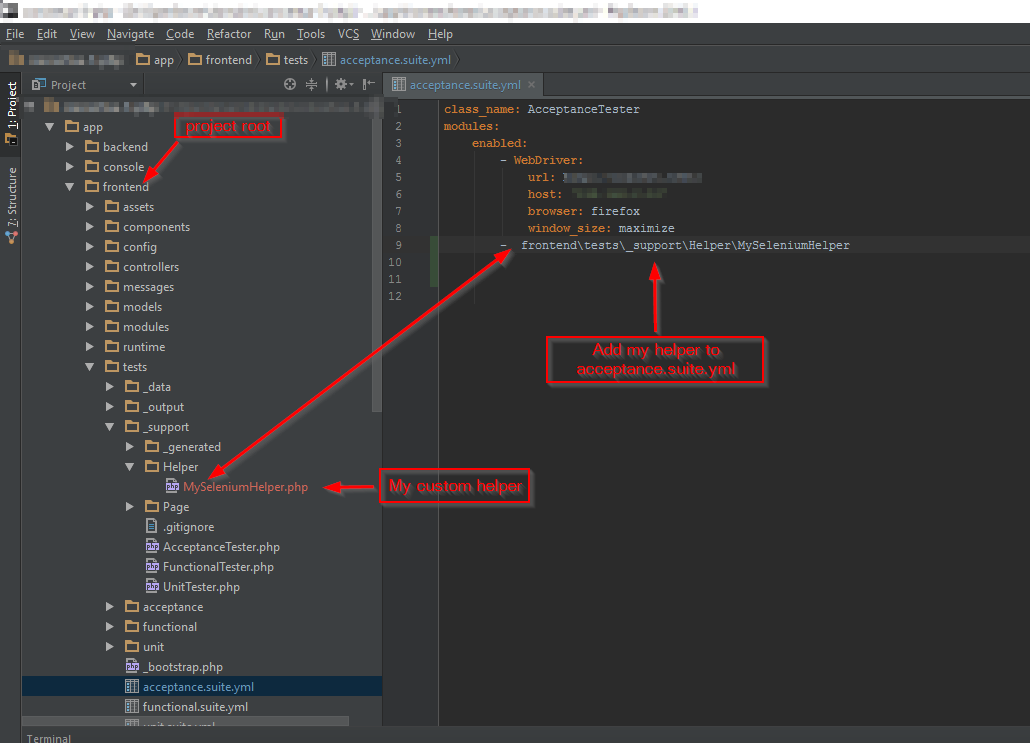 File Edit View Navigate Code Refactor Run Tools VCS Window Help
app frontend tests acceptance.suite.yml
1: Project
7: Structure
Project
app
backend
console
frontend
assets
components
config
controllers
messages
models
modules
runtime
tests
_data
_output
_support
_generated
Helper
MySeleniumHelper.php
Page
.gitignore
AcceptanceTester.php
FunctionalTester.php
UnitTester.php
acceptance
functional
unit
_bootstrap.php
acceptance.suite.yml
functional.suite.yml
unit.suite.yml
project root
My custom helper
acceptance.suite.yml
1 class_name: AcceptanceTester
2 modules:
3 enabled:
4 - WebDriver:
5 url:
6 host:
7 browser: firefox
8 window_size: maximize
9 - frontend\tests\_support\Helper\MySeleniumHelper
10
11
12
Add my helper to
acceptance.suite.yml
Terminal